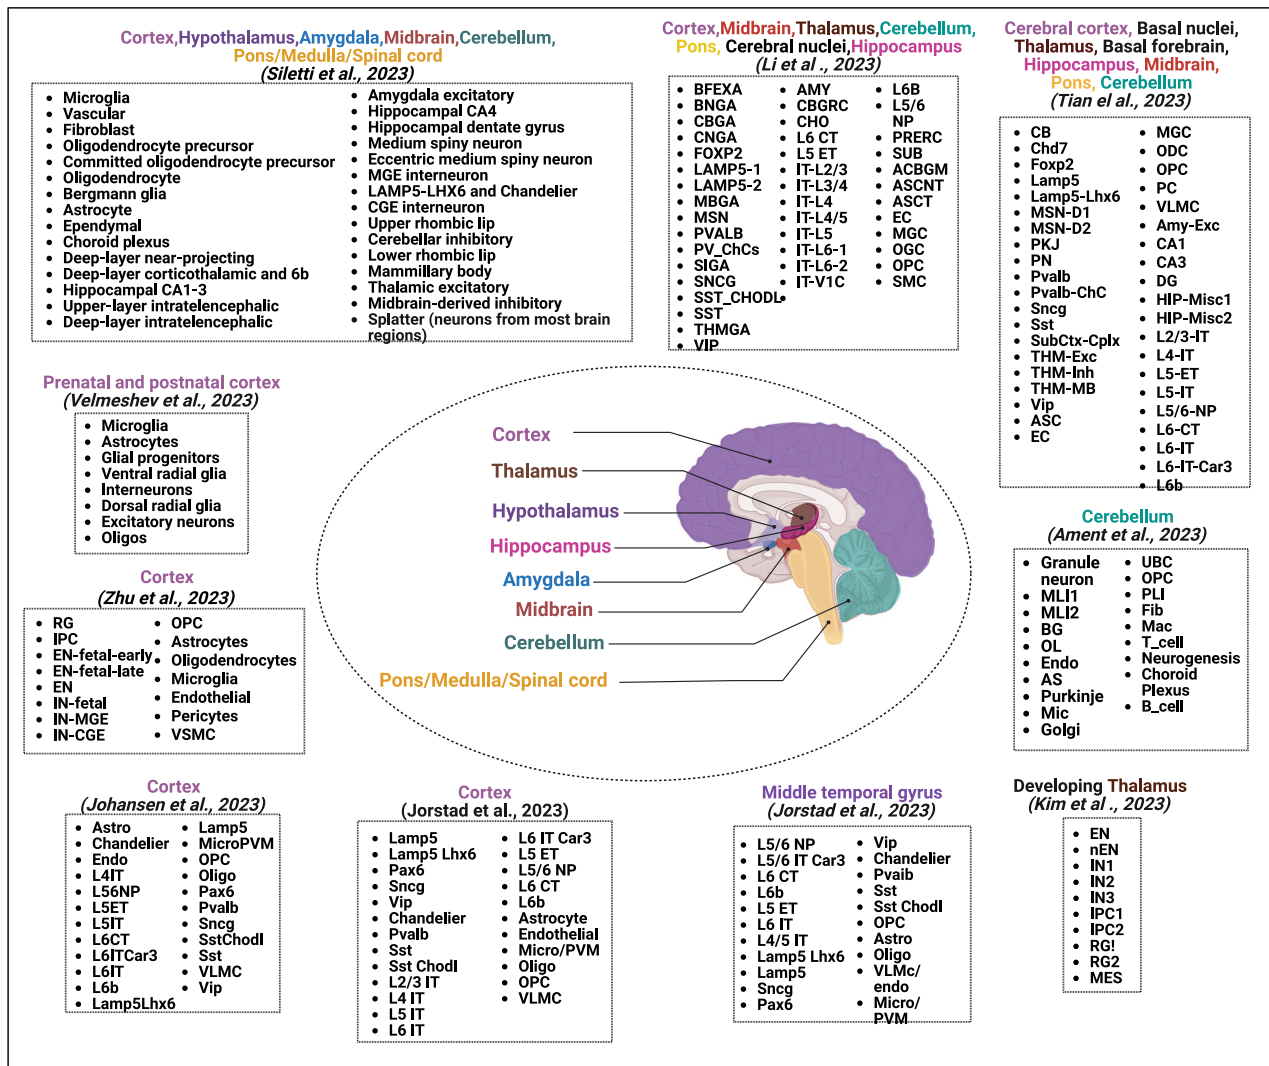 Cortex,Hypothalamus,Amygdala,Midbrain,Cerebellum,
Pons/Medulla/Spinal cord
(Siletti et al., 2023)
• Microglia
• Vascular
• Fibroblast
• Oligodendrocyte precursor
• Committed oligodendrocyte precursor
• Oligodendrocyte
• Bergmann glia
• Astrocyte
• Ependymal
• Choroid plexus
• Deep-layer near-projecting
• Deep-layer corticothalamic and 6b
• Hippocampal CA1-3
• Upper-layer intratelencephalic
• Deep-layer intratelencephalic
• Amygdala excitatory
• Hippocampal CA4
• Hippocampal dentate gyrus
• Medium spiny neuron
• Eccentric medium spiny neuron
• MGE interneuron
• LAMP5-LHX6 and Chandelier
• CGE interneuron
• Upper rhombic lip
• Cerebellar inhibitory
• Lower rhombic lip
• Mammillary body
• Thalamic excitatory
• Midbrain-derived inhibitory
• Splatter (neurons from most brain
regions)
Cortex,Midbrain,Thalamus,Cerebellum,
Pons, Cerebral nuclei,Hippocampus
(Li et al ., 2023)
• BFEXA
• BNGA
• CBGA
• CNGA
• FOXP2
• LAMP5-1
• LAMP5-2
• MBGA
• MSN
• PVALB
• PV_ChCs
• SIGA
• SNCG
• SST_CHODL
• SST
• THMGA
• VIP
• AMY
• CBGRC
• CHO
• L6 CT
• L5 ET
• IT-L2/3
• IT-L3/4
• IT-L4
• IT-L4/5
• IT-L5
• IT-L6-1
• IT-L6-2
• IT-V1C
•
• L6B
• L5/6
NP
• PRERC
• SUB
• ACBGM
• ASCNT
• ASCT
• EC
• MGC
• OGC
• OPC
• SMC
Cerebral cortex, Basal nuclei,
Thalamus, Basal forebrain,
Hippocampus, Midbrain,
Pons, Cerebellum
(Tian el al., 2023)
• CB
• Chd7
• Foxp2
• Lamp5
• Lamp5-Lhx6
• MSN-D1
• MSN-D2
• PKJ
• PN
• Pvalb
• Pvalb-ChC
• Sncg
• Sst
• SubCtx-Cplx
• THM-Exc
• THM-Inh
• THM-MB
• Vip
• ASC
• EC
• MGC
• ODC
• OPC
• PC
• VLMC
• Amy-Exc
• CA1
• CA3
• DG
• HIP-Misc1
• HIP-Misc2
• L2/3-IT
• L4-IT
• L5-ET
• L5-IT
• L5/6-NP
• L6-CT
• L6-IT
• L6-IT-Car3
• L6b
Prenatal and postnatal cortex
(Velmeshev et al., 2023)
• Microglia
• Astrocytes
• Glial progenitors
• Ventral radial glia
• Interneurons
• Dorsal radial glia
• Excitatory neurons
• Oligos
Cortex
Thalamus
Hypothalamus
Hippocampus
Amygdala
Midbrain
Cerebellum
Pons/Medulla/Spinal cord
Cerebellum
(Ament et al., 2023)
• Granule
neuron
• MLI1
• MLI2
• BG
• OL
• Endo
• AS
• Purkinje
• Mic
• Golgi
• UBC
• OPC
• PLI
• Fib
• Mac
• T_cell
• Neurogenesis
• Choroid
Plexus
• B_cell
Cortex
(Zhu et al., 2023)
• RG
• IPC
• EN-fetal-early
• EN-fetal-late
• EN
• IN-fetal
• IN-MGE
• IN-CGE
• OPC
• Astrocytes
• Oligodendrocytes
• Microglia
• Endothelial
• Pericytes
• VSMC
Cortex
(Johansen et al., 2023)
• Astro
• Chandelier
• Endo
• L4IT
• L56NP
• L5ET
• L5IT
• L6CT
• L6ITCar3
• L6IT
• L6b
• Lamp5Lhx6
• Lamp5
• MicroPVM
• OPC
• Oligo
• Pax6
• Pvalb
• Sncg
• SstChodl
• Sst
• VLMC
• Vip
Cortex
(Jorstad et al., 2023)
• Lamp5
• Lamp5 Lhx6
• Pax6
• Sncg
• Vip
• Chandelier
• Pvalb
• Sst
• Sst Chodl
• L2/3 IT
• L4 IT
• L5 IT
• L6 IT
• L6 IT Car3
• L5 ET
• L5/6 NP
• L6 CT
• L6b
• Astrocyte
• Endothelial
• Micro/PVM
• Oligo
• OPC
• VLMC
Middle temporal gyrus
(Jorstad et al., 2023)
• L5/6 NP
• L5/6 IT Car3
• L6 CT
• L6b
• L5 ET
• L6 IT
• L4/5 IT
• Lamp5 Lhx6
• Lamp5
• Sncg
• Pax6
• Vip
• Chandelier
• Pvaib
• Sst
• Sst Chodl
• OPC
• Astro
• Oligo
• VLMc/
endo
• Micro/
PVM
Developing Thalamus
(Kim et al ., 2023)
• EN
• nEN
• IN1
• IN2
• IN3
• IPC1
• IPC2
• RG!
• RG2
• MES